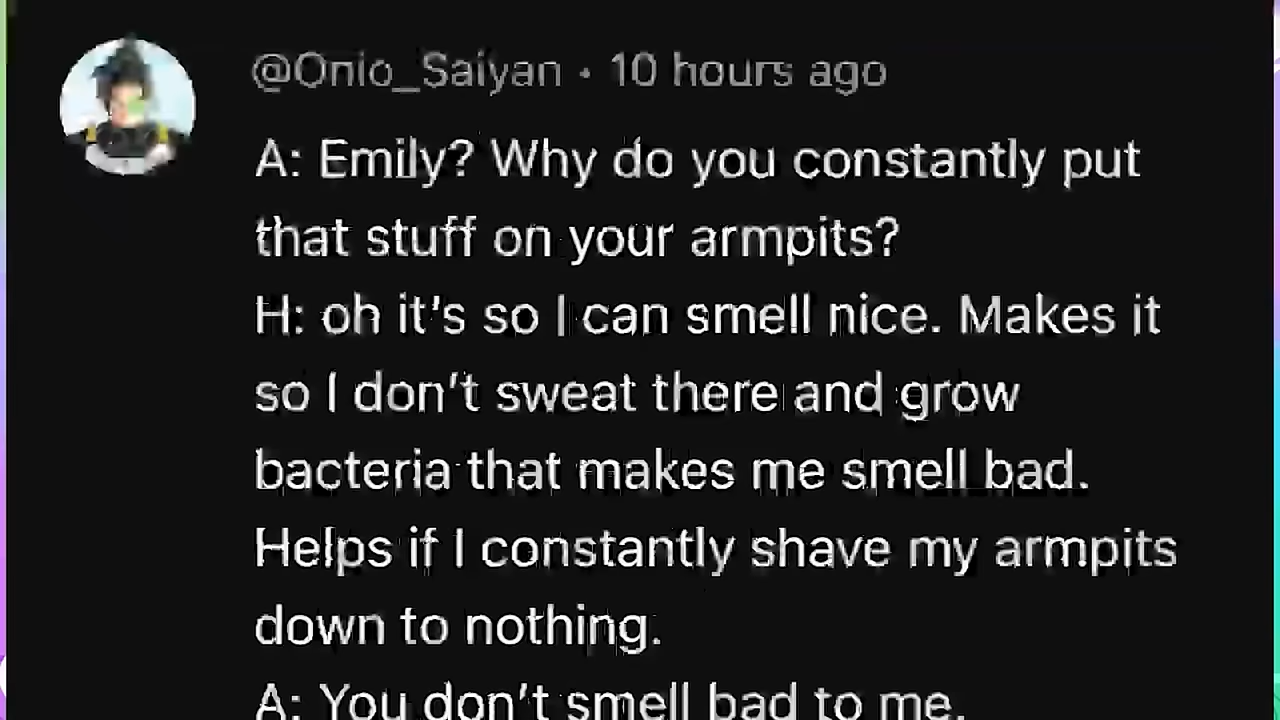 @Onio_Saiyan • 10 hours ago
A: Emily? Why do you constantly put
that stuff on your armpits?
H: oh it's so I can smell nice. Makes it
so I don't sweat there and grow
bacteria that makes me smell bad.
Helps if I constantly shave my armpits
down to nothing.
A: You don't smell bad to me.